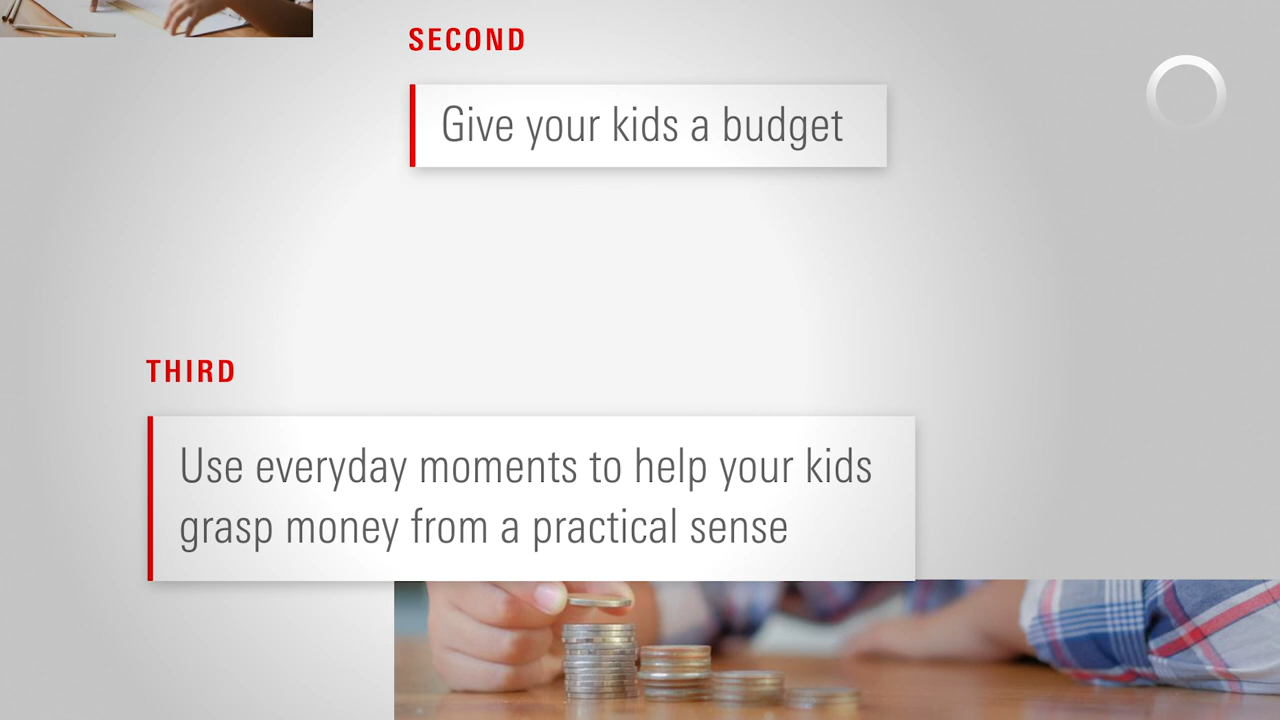 SECOND
Give your kids a budget
THIRD
Use everyday moments to help your kids
grasp money from a practical sense